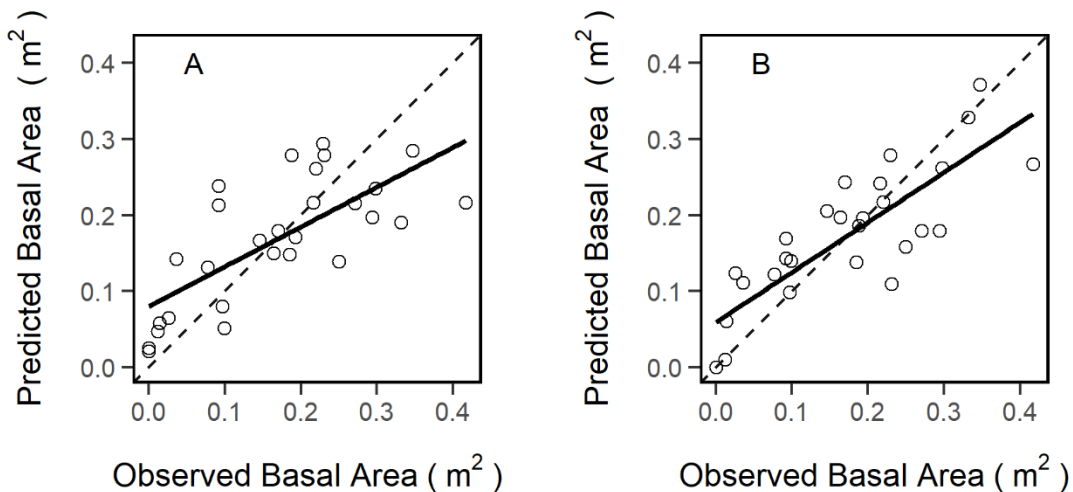 Predicted Basal Area ( m²)
0.4
0.3
0.2
0.1
0.0
A
0.0 0.1 0.2 0.3 0.4
Observed Basal Area ( m² )
Predicted Basal Area ( m²)
0.4
0.3
0.2
0.1
0.0
B
0.0 0.1 0.2 0.3 0.4
Observed Basal Area ( m² )